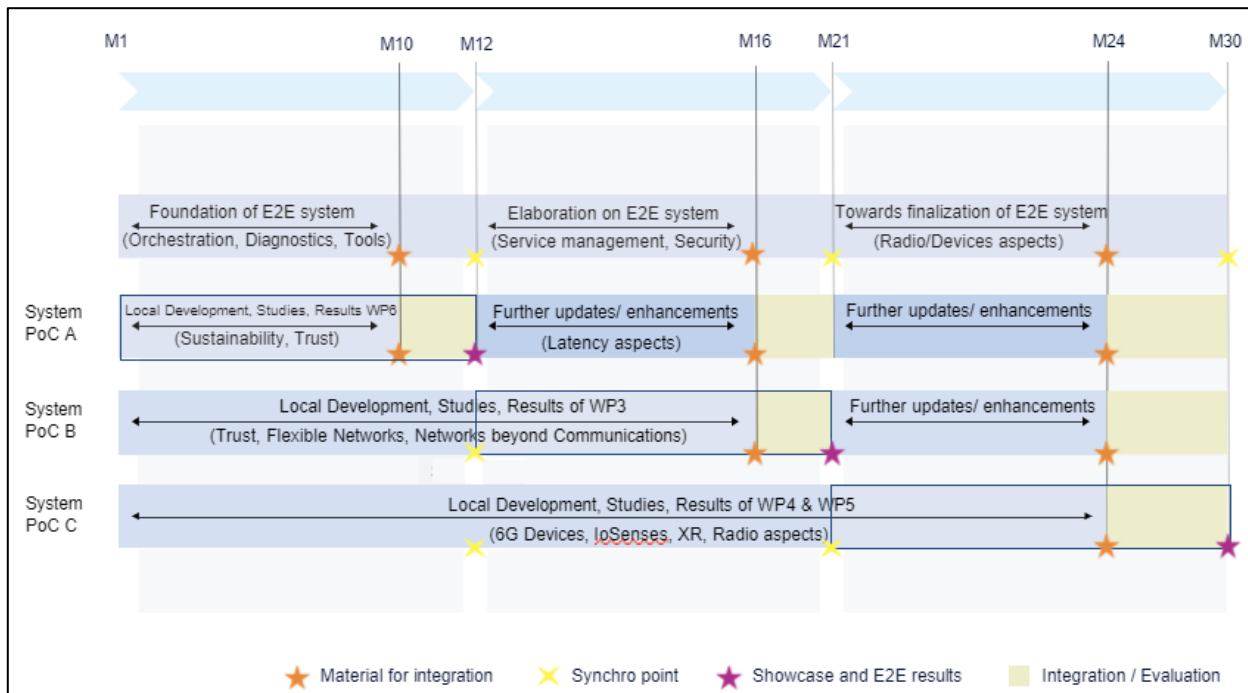 M1
M10
M12
M16
M21
M24
M30
Foundation of E2E system
(Orchestration, Diagnostics, Tools)
Elaboration on E2E system
(Service management, Security)
Towards finalization of E2E system
(Radio/Devices aspects)
System
PoC A
Local Development, Studies, Results WP6
(Sustainability, Trust)
Further updates/ enhancements
(Latency aspects)
Further updates/ enhancements
System
PoC B
Local Development, Studies, Results of WP3
(Trust, Flexible Networks, Networks beyond Communications)
Further updates/ enhancements
System
PoC C
Local Development, Studies, Results of WP4 & WP5
(6G Devices, IoSenses, XR, Radio aspects)
Material for integration
Synchro point
Showcase and E2E results
Integration / Evaluation